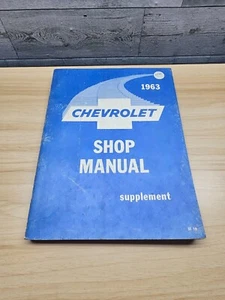 1963
CHEVROLET
SHOP
MANUAL
supplement